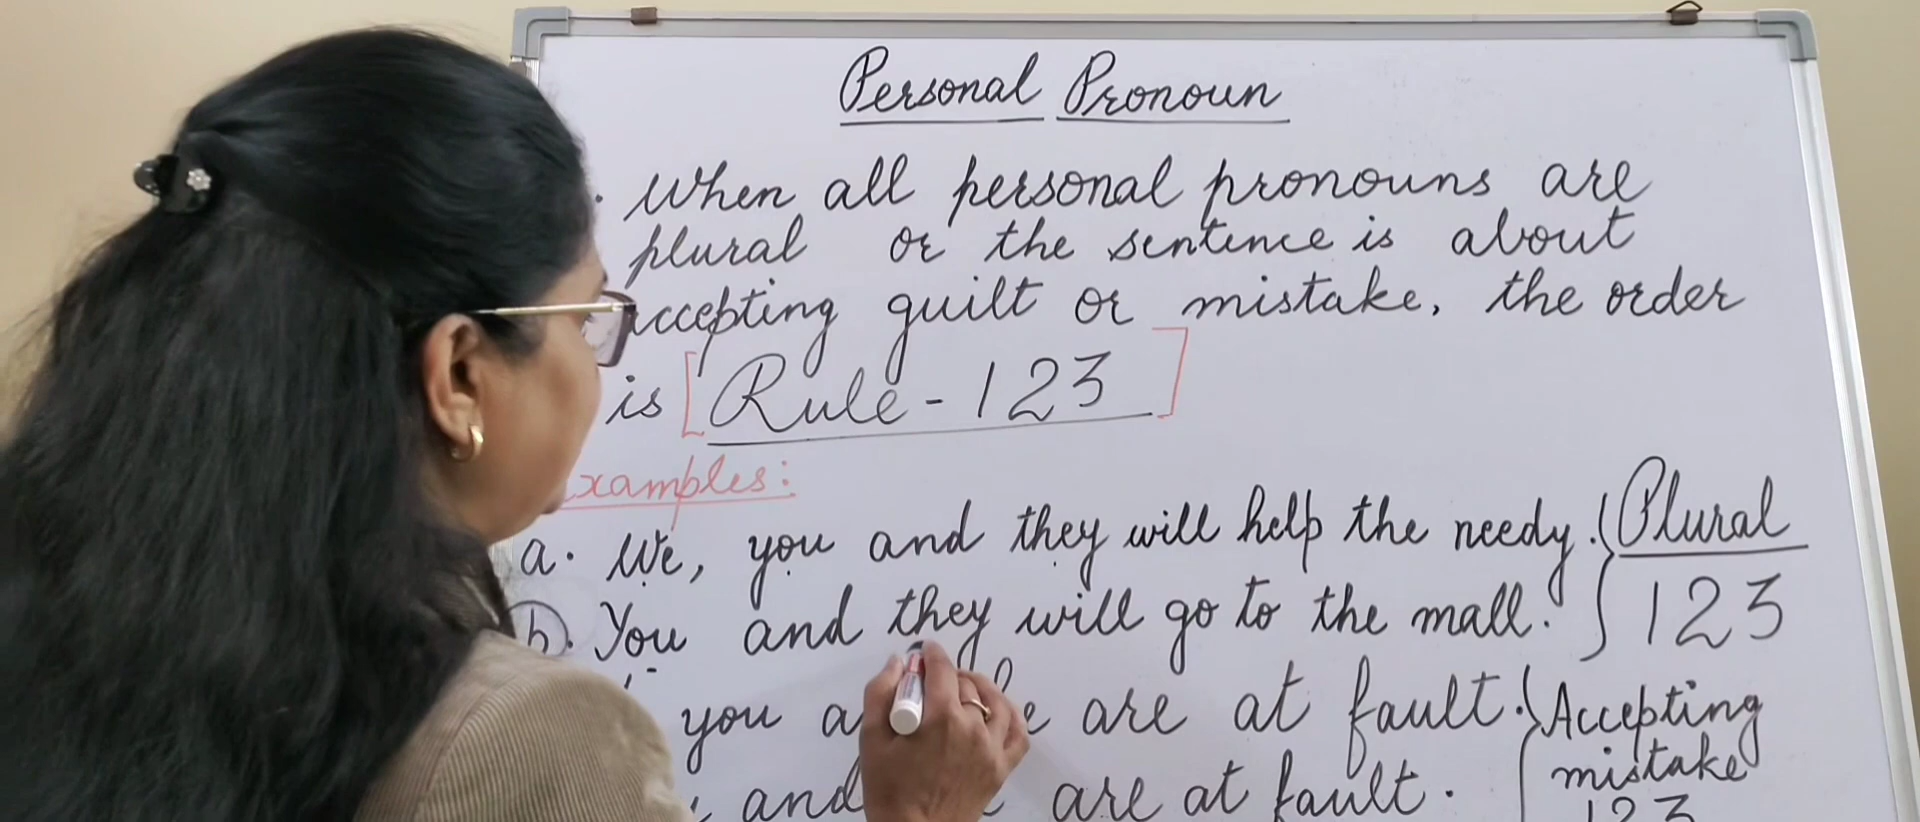 Personal Pronoun
. When all personal pronouns are
plural or the sentence is about
accepting guilt or mistake, the order
is [Rule - 123]
Examples:
a. We, you and they will help the needy. } Plural
b. You and they will go to the mall. } 123
you are at fault. } Accepting
mistake
and are at fault.
123